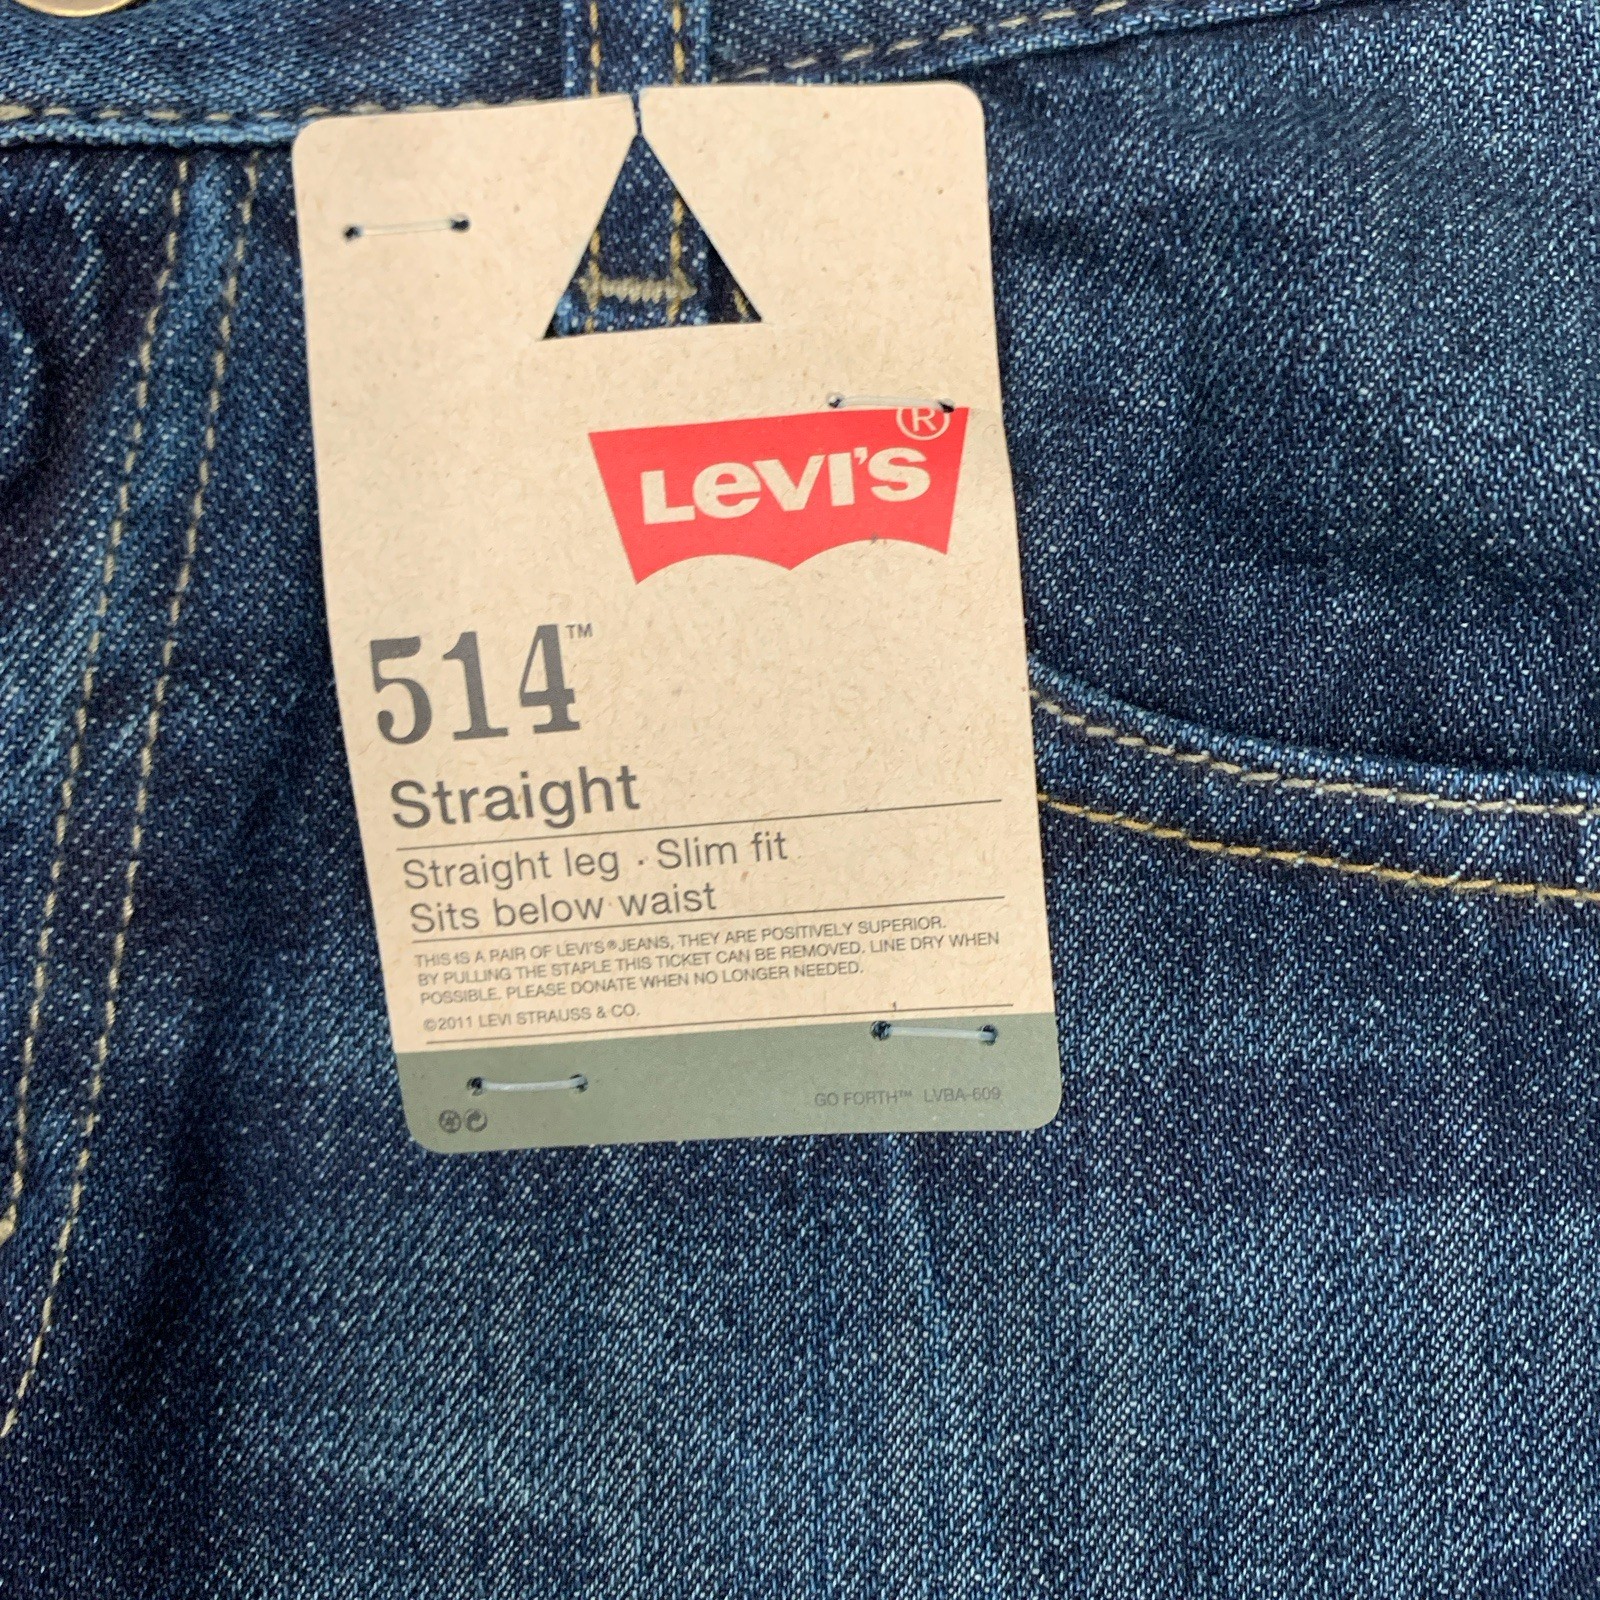 LEVI'S®
514™
Straight
Straight leg · Slim fit
Sits below waist
THIS IS A PAIR OF LEVI'S® JEANS, THEY ARE POSITIVELY SUPERIOR.
BY PULLING THE STAPLE THIS TICKET CAN BE REMOVED. LINE DRY WHEN
POSSIBLE. PLEASE DONATE WHEN NO LONGER NEEDED.
©2011 LEVI STRAUSS & CO.
GO FORTH™ LVBA-609